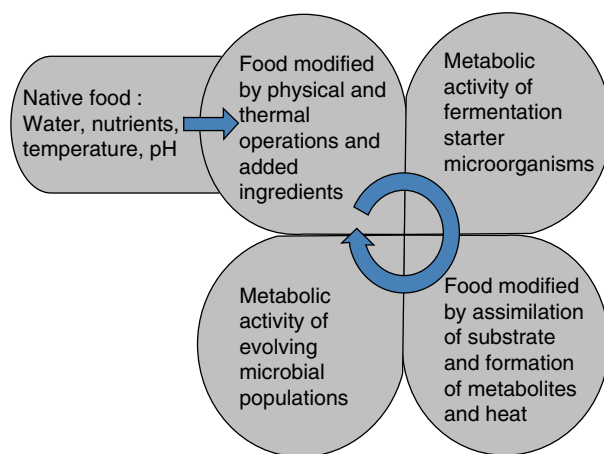 Native food :
Water, nutrients,
temperature, pH
Food modified
by physical and
thermal
operations and
added
ingredients
Metabolic
activity of
fermentation
starter
microorganisms
Metabolic
activity of
evolving
microbial
populations
Food modified
by assimilation
of substrate
and formation
of metabolites
and heat